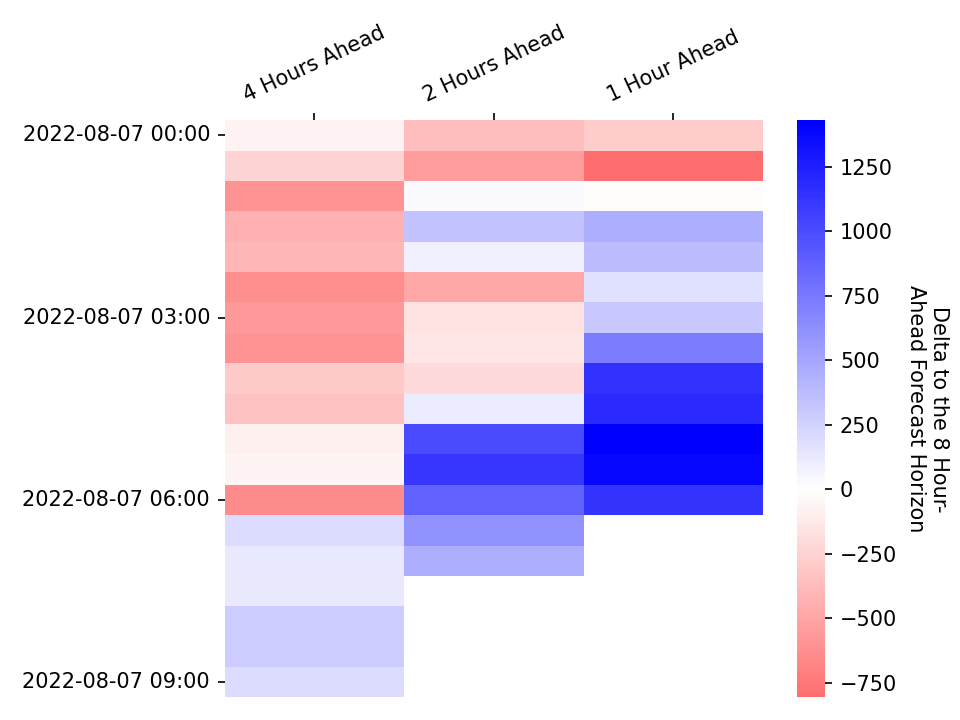 4 Hours Ahead
2 Hours Ahead
1 Hour Ahead
2022-08-07 00:00
2022-08-07 03:00
2022-08-07 06:00
2022-08-07 09:00
1250
1000
750
500
250
0
−250
−500
−750
Delta to the 8 Hour-
Ahead Forecast Horizon